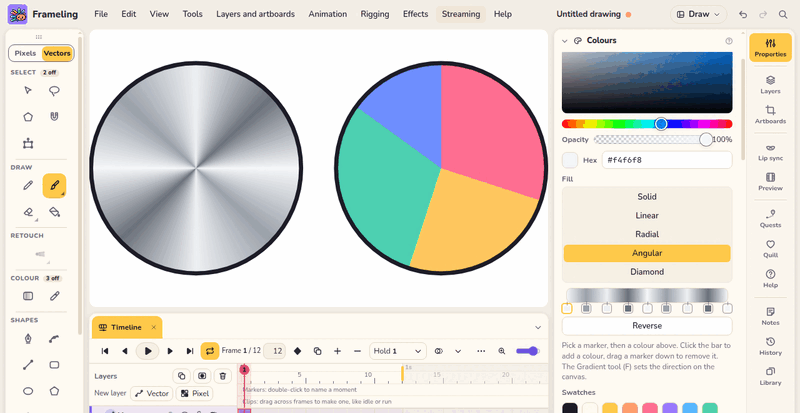 Frameling File Edit View Tools Layers and artboards Animation Rigging Effects Streaming Help Untitled drawing Draw
Pixels Vectors
SELECT 2 off
DRAW
RETOUCH
COLOUR 3 off
SHAPES
Timeline
Frame 1 / 12 12 Hold 1
Layers
New layer Vector Pixel
1 5 10 15 20
1s
Markers: double-click to name a moment
Clips: drag across frames to make one, like idle or run
Colours
Opacity 100%
Hex #f4f6f8
Fill
Solid
Linear
Radial
Angular
Diamond
Reverse
Pick a marker, then a colour above. Click the bar
to add a colour, drag a marker down to remove it.
The Gradient tool (F) sets the direction on the
canvas.
Swatches
Properties
Layers
Artboards
Lip sync
Preview
Quests
Quill
Help
Notes
History
Library